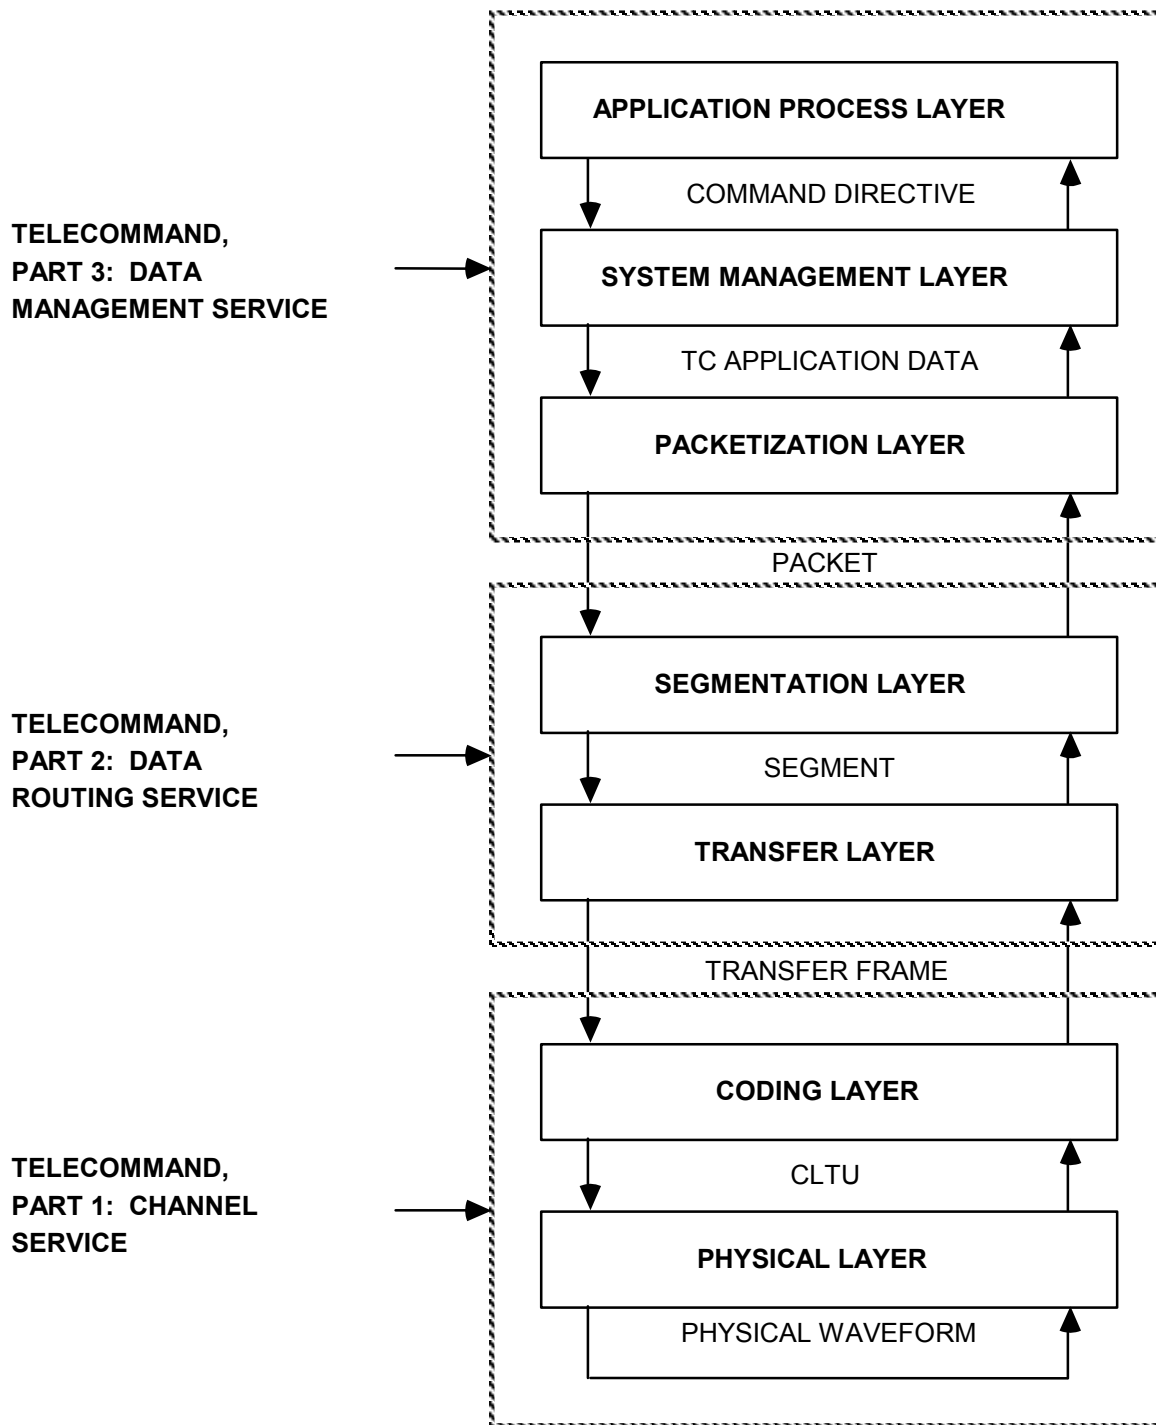 APPLICATION PROCESS LAYER
COMMAND DIRECTIVE
TELECOMMAND,
PART 3: DATA
MANAGEMENT SERVICE
SYSTEM MANAGEMENT LAYER
TC APPLICATION DATA
PACKETIZATION LAYER
PACKET
SEGMENTATION LAYER
TELECOMMAND,
PART 2: DATA
ROUTING SERVICE
SEGMENT
TRANSFER LAYER
TRANSFER FRAME
CODING LAYER
TELECOMMAND,
PART 1: CHANNEL
SERVICE
CLTU
PHYSICAL LAYER
PHYSICAL WAVEFORM